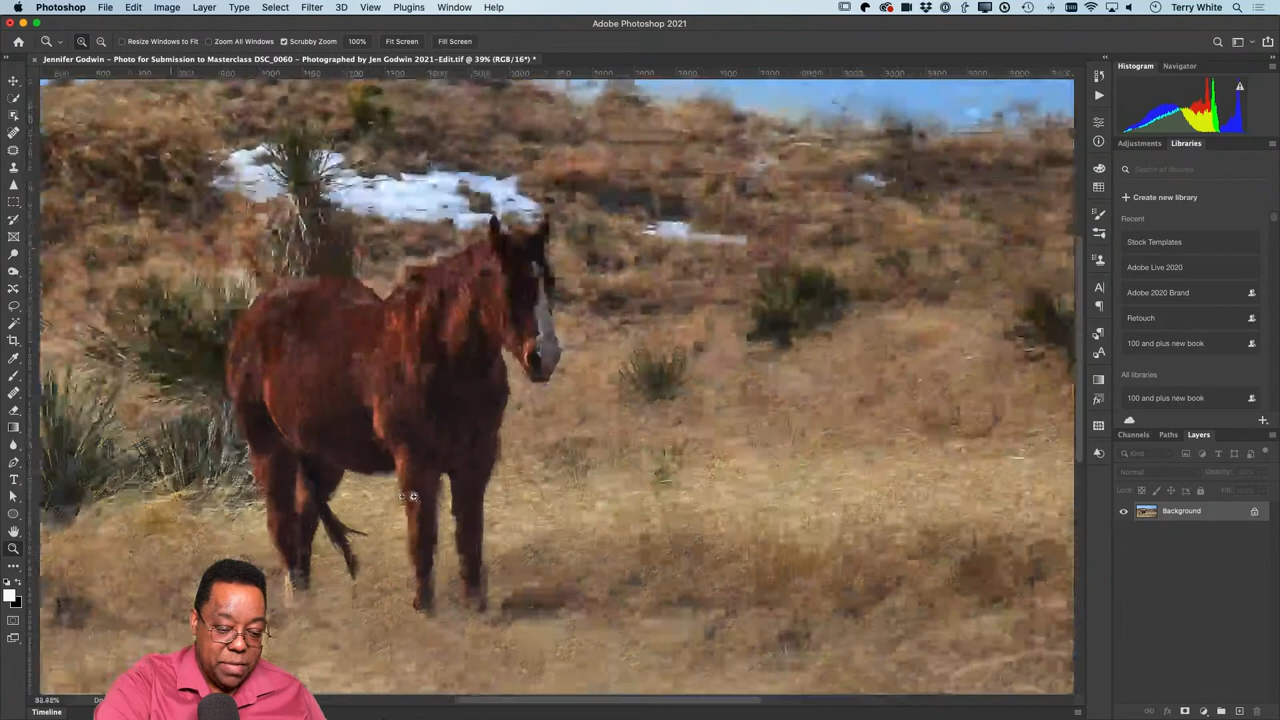 Photoshop File Edit Image Layer Type Select Filter 3D View Plugins Window Help Terry White
Adobe Photoshop 2021
Resize Windows to Fit Zoom All Windows Scrubby Zoom 100% Fit Screen Fill Screen
Jennifer Godwin - Photo for Submission to Masterclass DSC_0060 - Photographed by Jen Godwin 2021-Edit.tif @ 39% (RGB/16*) *
Histogram Navigator
Adjustments Libraries
Search all libraries
Create new library
Recent
Stock Templates
Adobe Live 2020
Adobe 2020 Brand
Retouch
100 and plus new book
All libraries
100 and plus new book
Channels Paths Layers
Kind
Normal Opacity:
Lock: Fill:
Background
Timeline